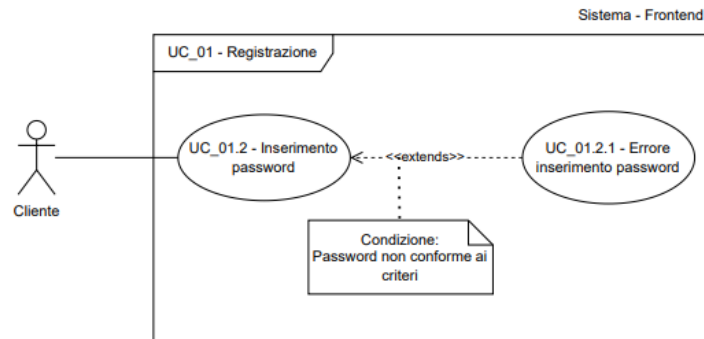 Sistema - Frontend
UC_01 - Registrazione
UC_01.2 - Inserimento
password
<<extends>>
UC_01.2.1 - Errore
inserimento password
Cliente
Condizione:
Password non conforme ai
criteri